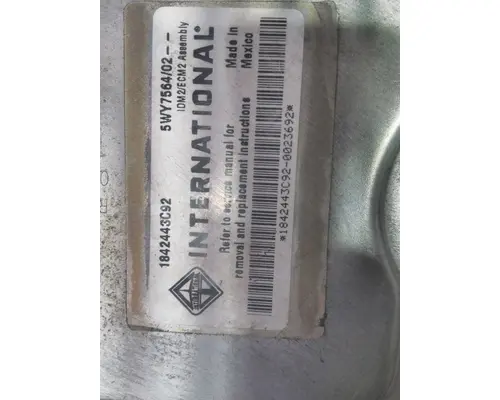 1842443C92 5WY7564/02- -
IDM2/ECM2 Assembly
INTERNATIONAL®
Refer to service manual for Made in
removal and replacement instructions Mexico
*1842443C92-0023692*